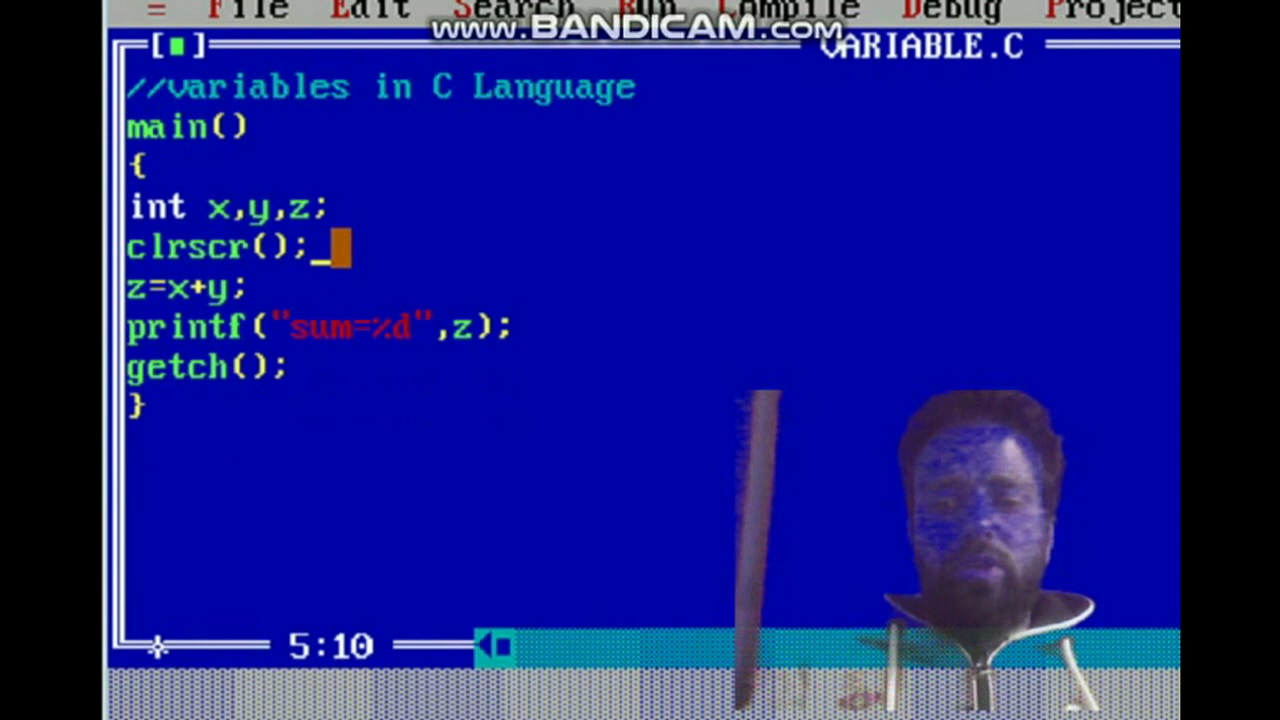 = File Edit Search Run Compile Debug Project
www.BANDICAM.com
VARIABLE.C
//variables in C Language
main()
{
int x,y,z;
clrscr();_
z=x+y;
printf("sum=%d",z);
getch();
}
5:10